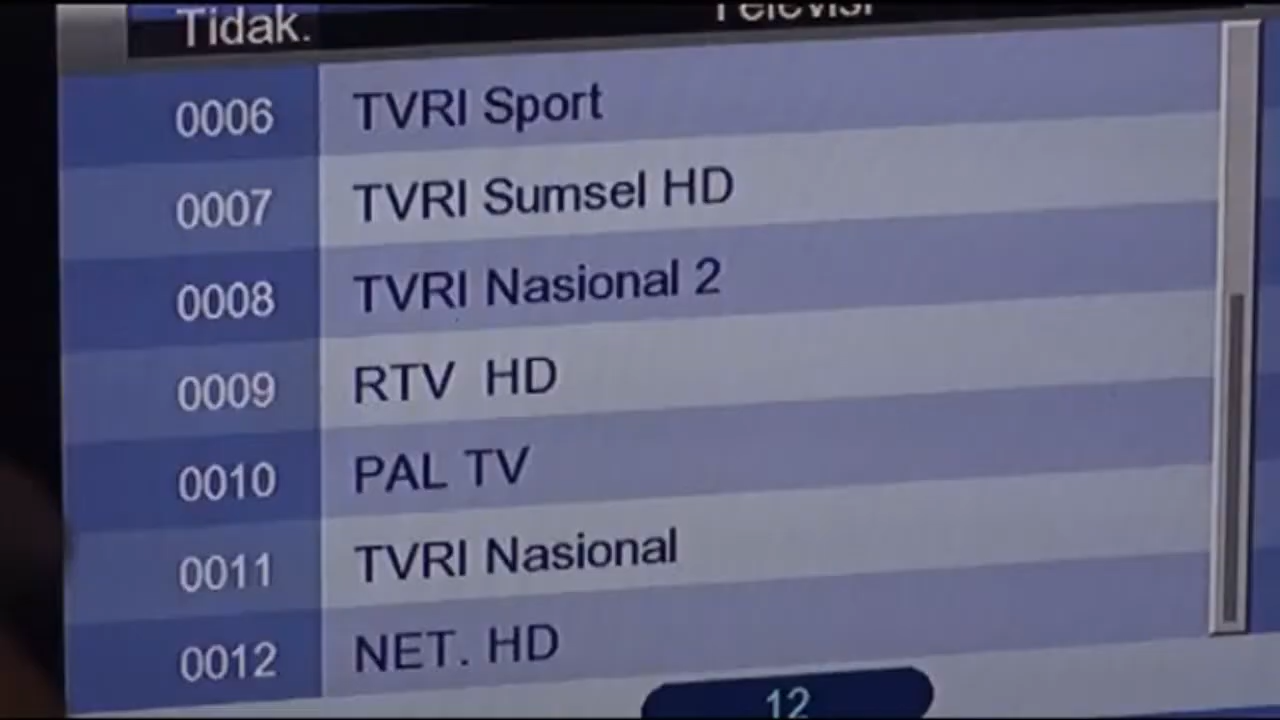 Tidak. Televisi
0006 TVRI Sport
0007 TVRI Sumsel HD
0008 TVRI Nasional 2
0009 RTV HD
0010 PAL TV
0011 TVRI Nasional
0012 NET. HD
12